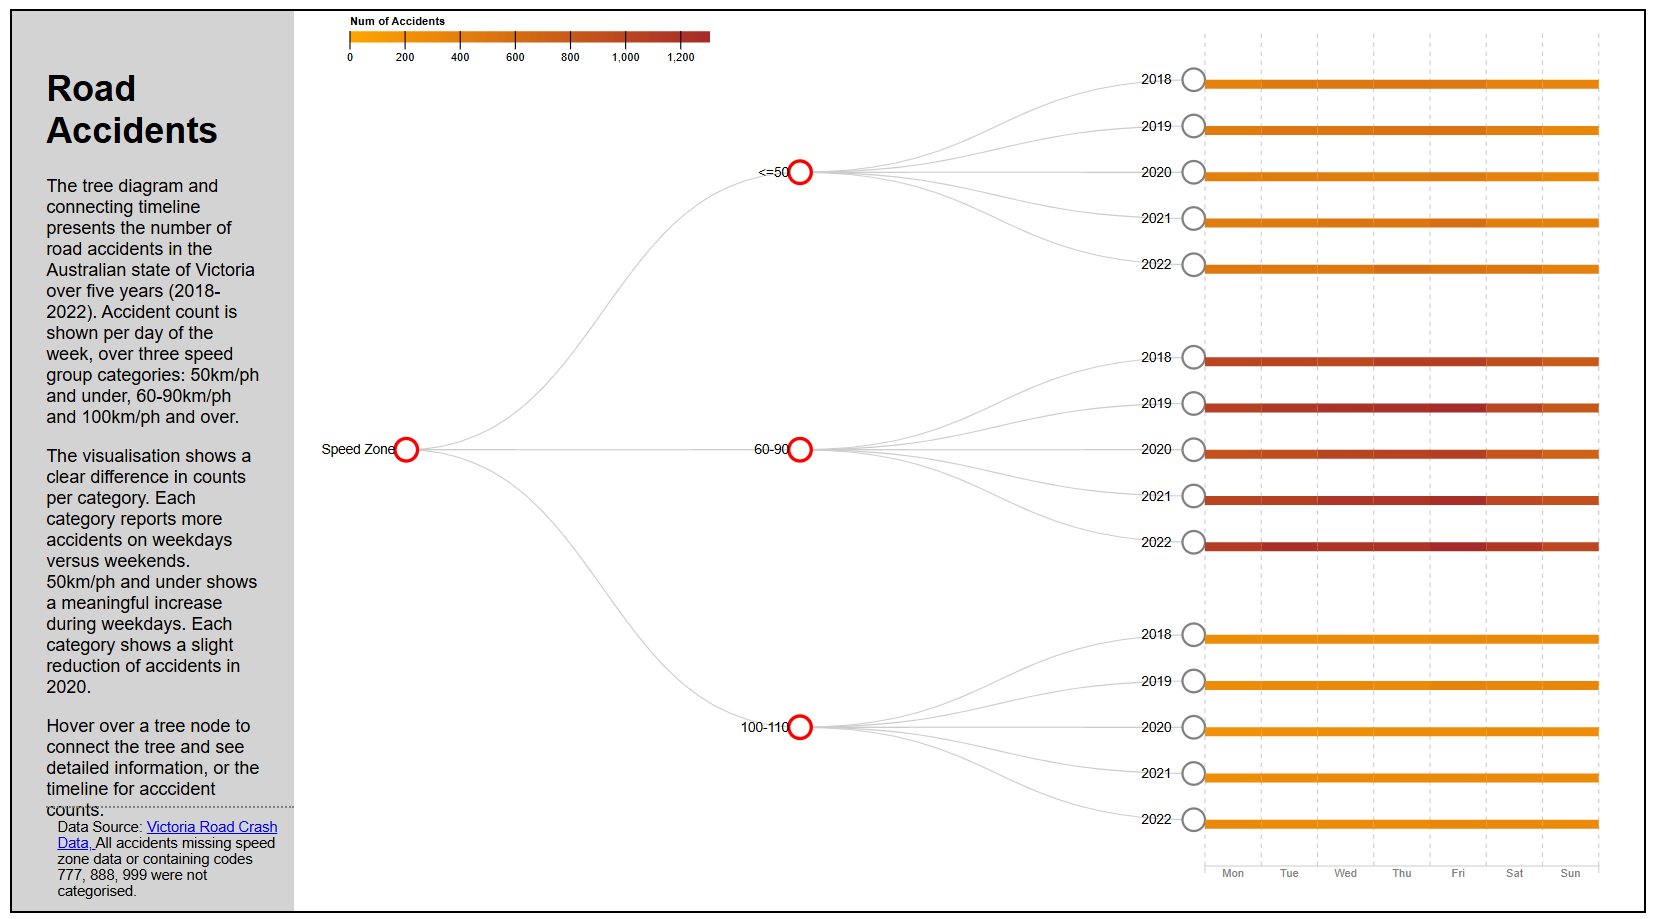 Road
Accidents
The tree diagram and
connecting timeline
presents the number of
road accidents in the
Australian state of Victoria
over five years (2018-
2022). Accident count is
shown per day of the
week, over three speed
group categories: 50km/ph
and under, 60-90km/ph
and 100km/ph and over.
The visualisation shows a
clear difference in counts
per category. Each
category reports more
accidents on weekdays
versus weekends.
50km/ph and under shows
a meaningful increase
during weekdays. Each
category shows a slight
reduction of accidents in
2020.
Hover over a tree node to
connect the tree and see
detailed information, or the
timeline for acccident
counts.
Data Source: Victoria Road Crash
Data, All accidents missing speed
zone data or containing codes
777, 888, 999 were not
categorised.
Num of Accidents
0 200 400 600 800 1,000 1,200
Speed Zone
<=50
2018
2019
2020
2021
2022
60-90
2018
2019
2020
2021
2022
100-110
2018
2019
2020
2021
2022
Mon Tue Wed Thu Fri Sat Sun